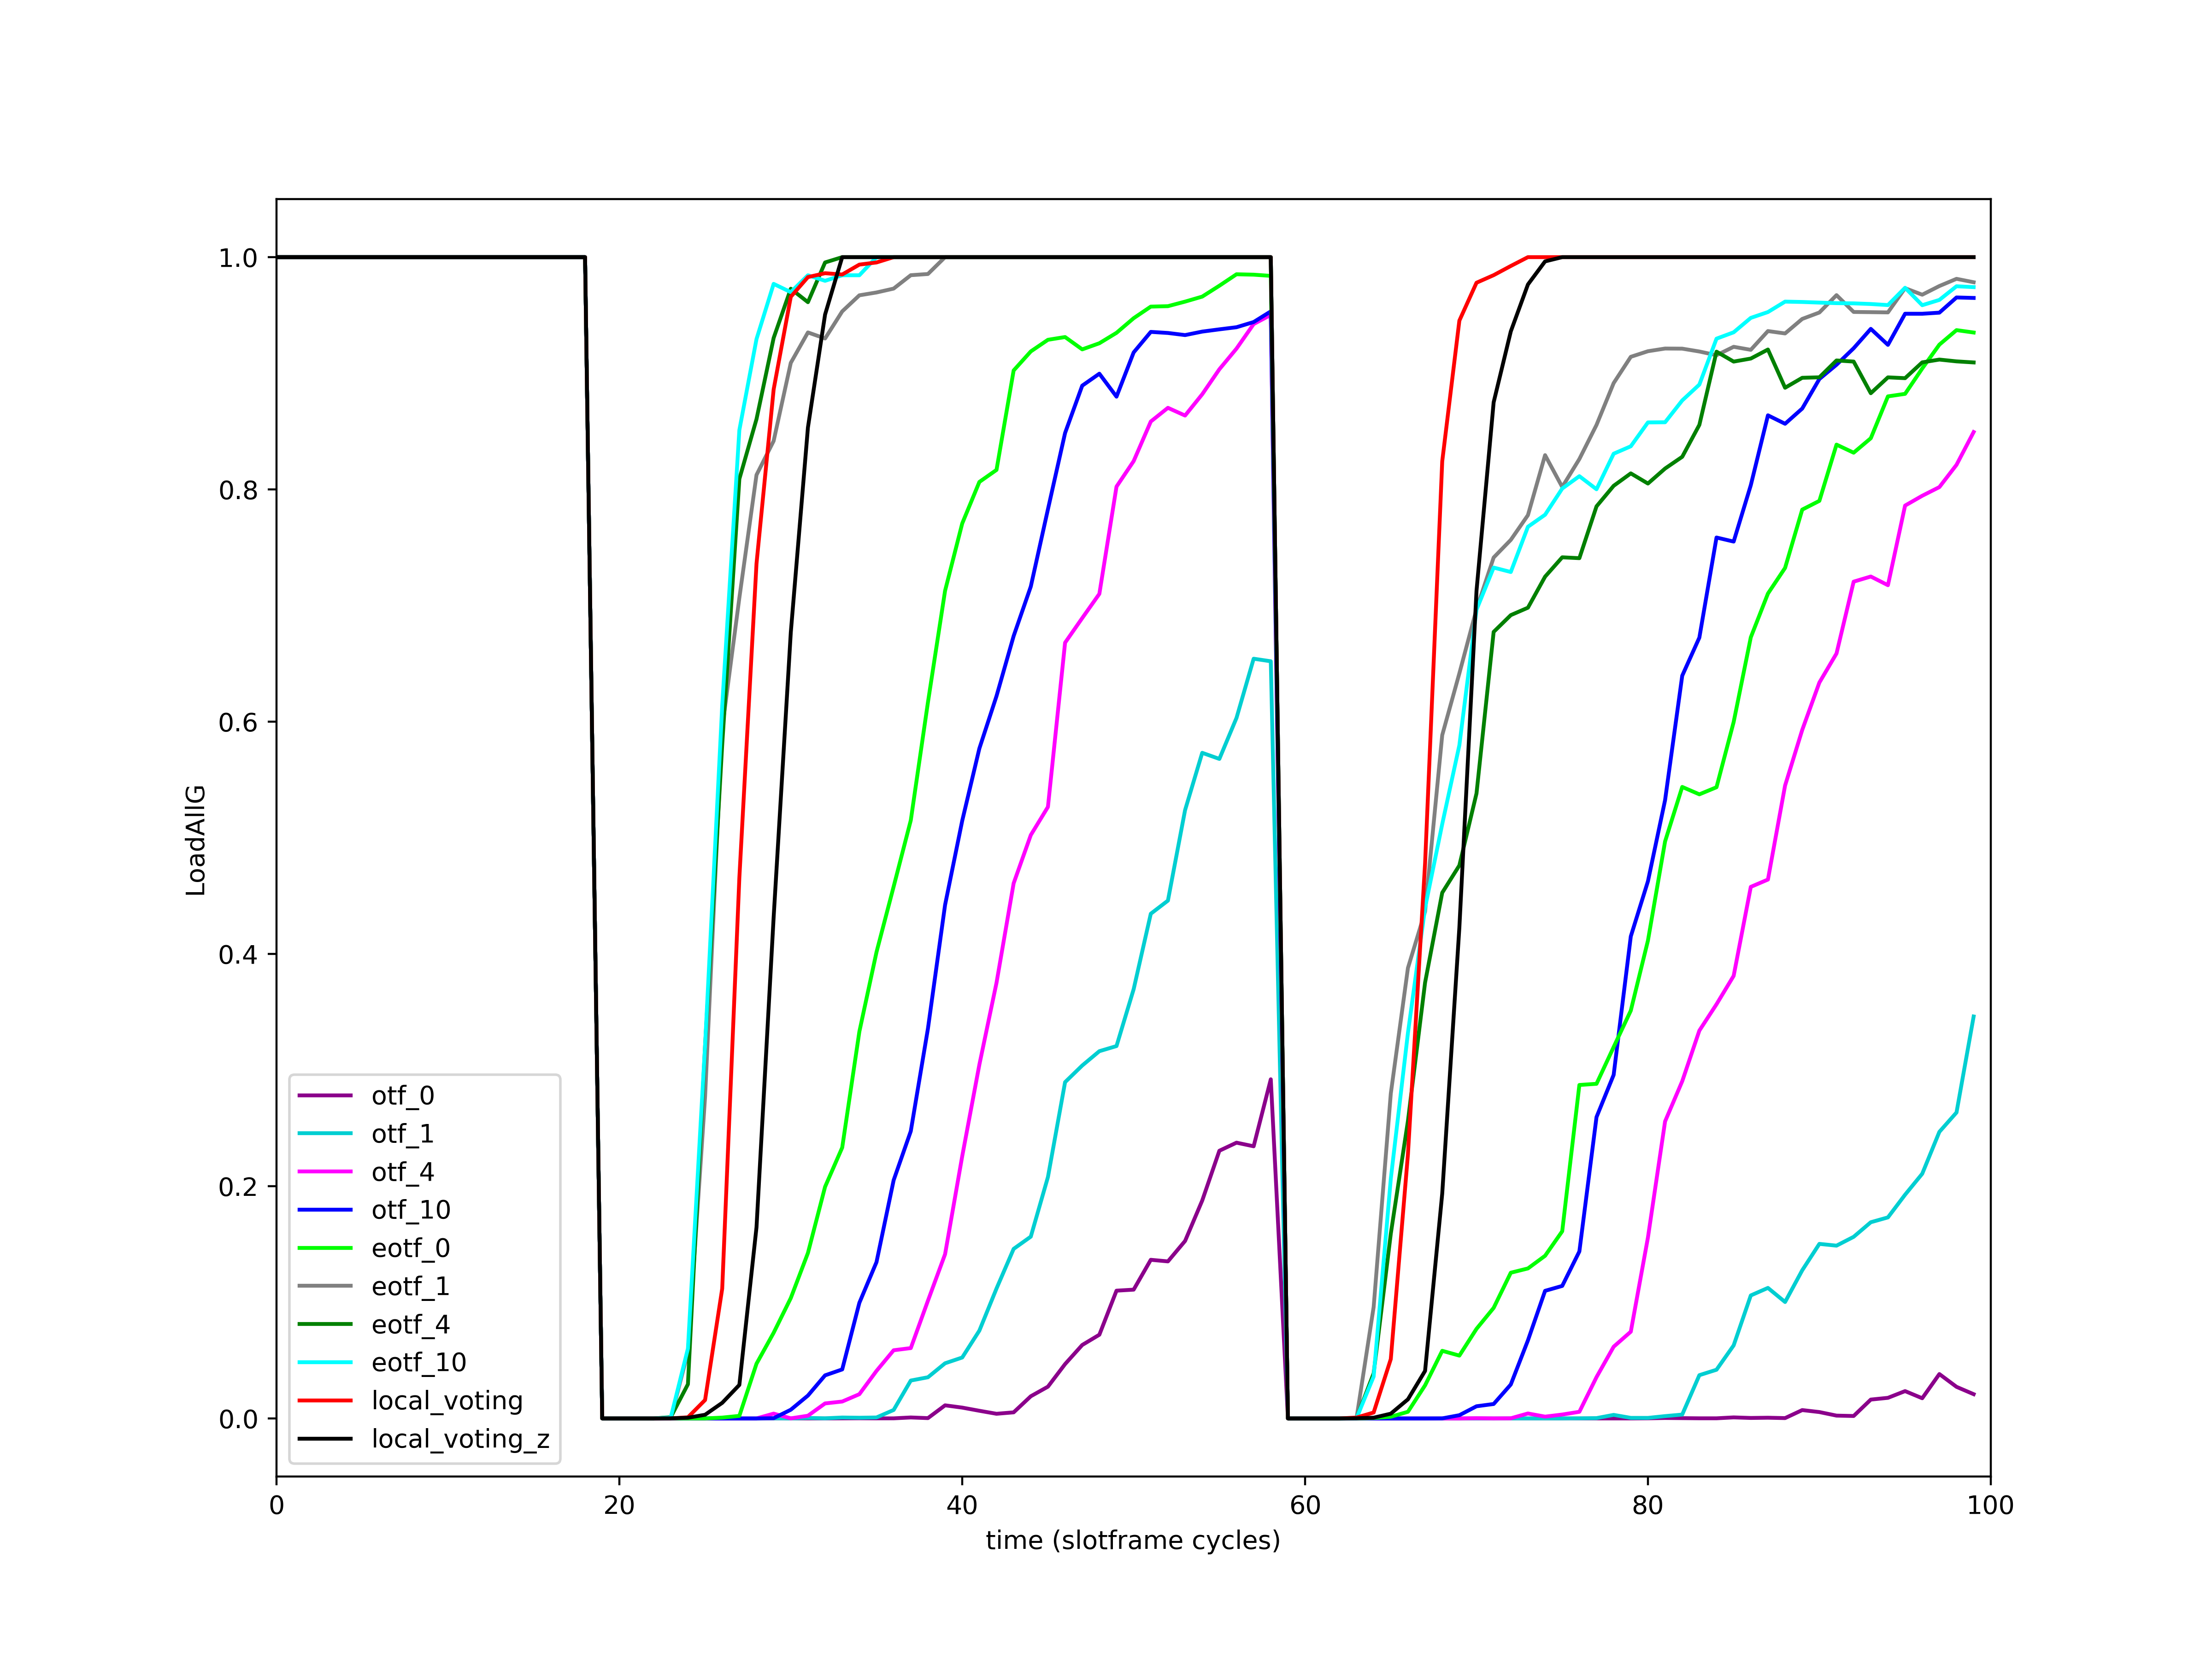 1.0
0.8
0.6
0.4
0.2
0.0
LoadAllG
otf_0
otf_1
otf_4
otf_10
eotf_0
eotf_1
eotf_4
eotf_10
local_voting
local_voting_z
0 20 40 60 80 100
time (slotframe cycles)